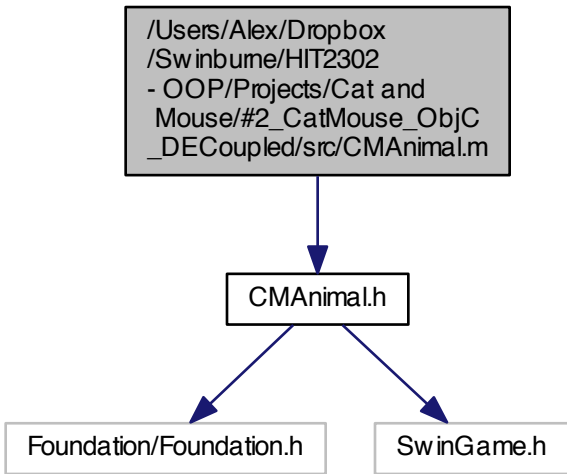 /Users/Alex/Dropbox
/Swinburne/HIT2302
- OOP/Projects/Cat and
Mouse/#2_CatMouse_ObjC
_DECoupled/src/CMAnimal.m
CMAnimal.h
Foundation/Foundation.h
SwinGame.h